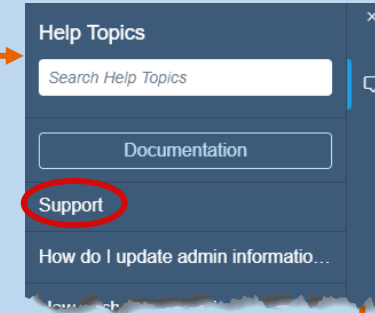 Help Topics
Search Help Topics
Documentation
Support
How do I update admin informatio...